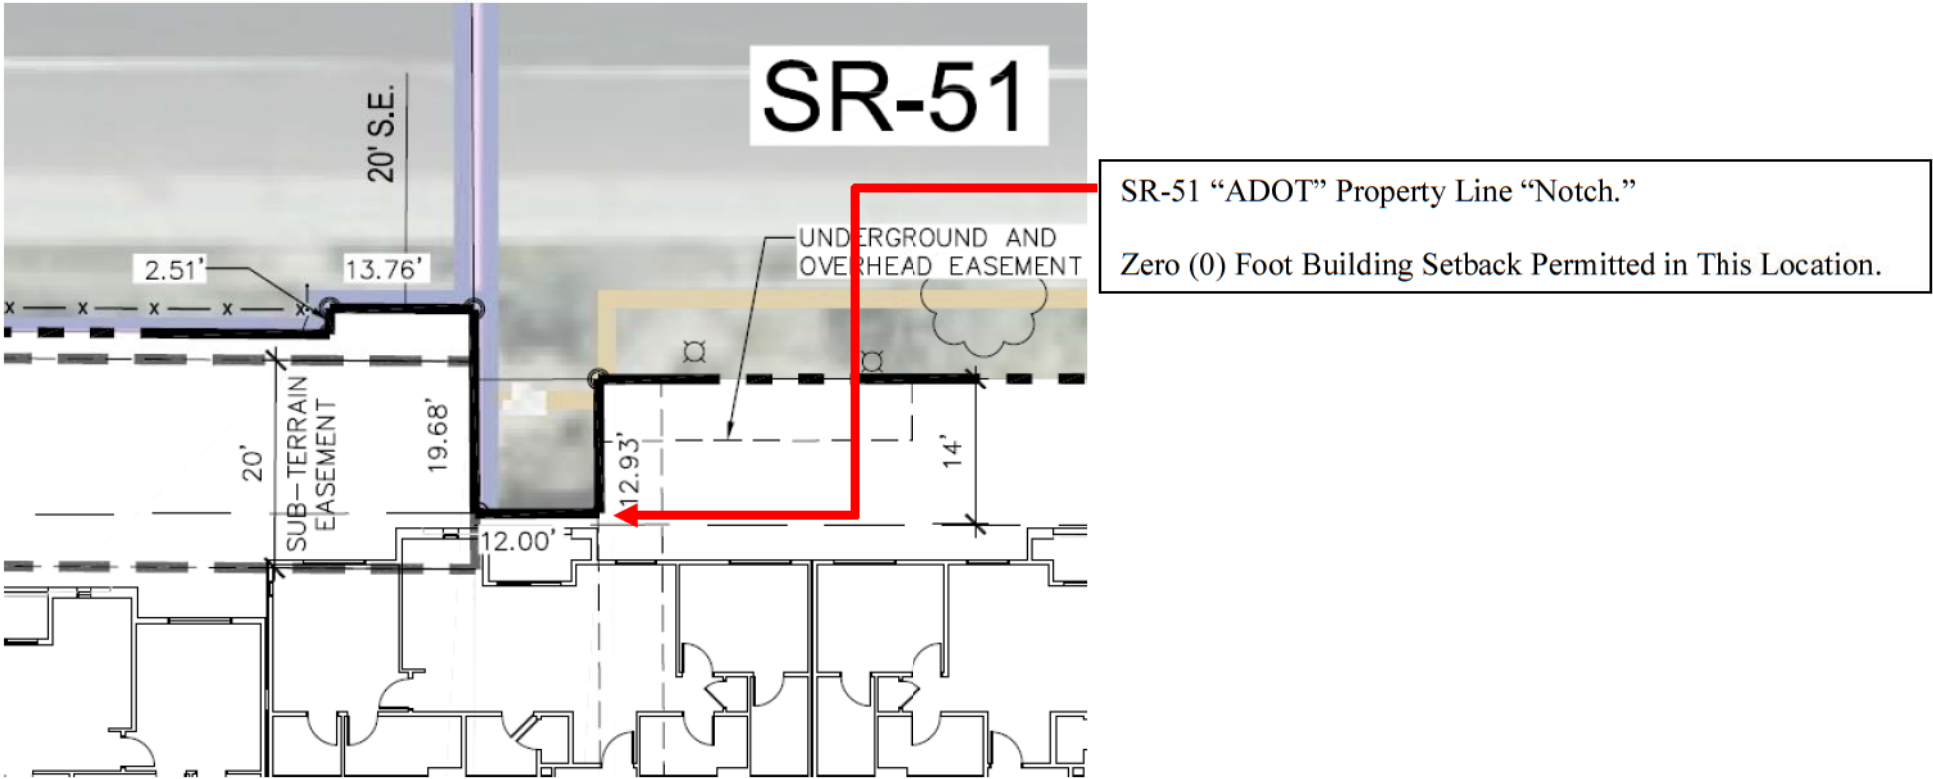 SR-51
20' S.E.
SR-51 “ADOT” Property Line “Notch.”
Zero (0) Foot Building Setback Permitted in This Location.
UNDERGROUND AND
OVERHEAD EASEMENT
2.51'
13.76'
x x x x x
20'
SUB-TERRAIN
EASEMENT
19.68'
12.93'
14'
12.00'